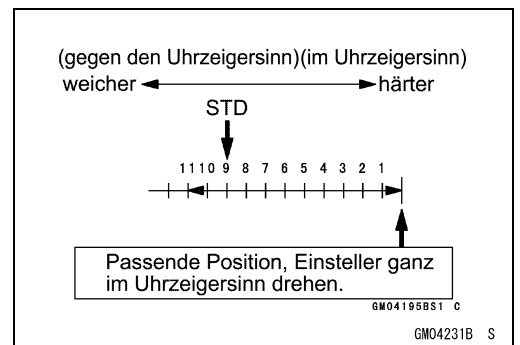 (gegen den Uhrzeigersinn)(im Uhrzeigersinn)
weicher härter
STD
11 10 9 8 7 6 5 4 3 2 1
Passende Position, Einsteller ganz
im Uhrzeigersinn drehen.
GM04195BS1 C
GM04231B S